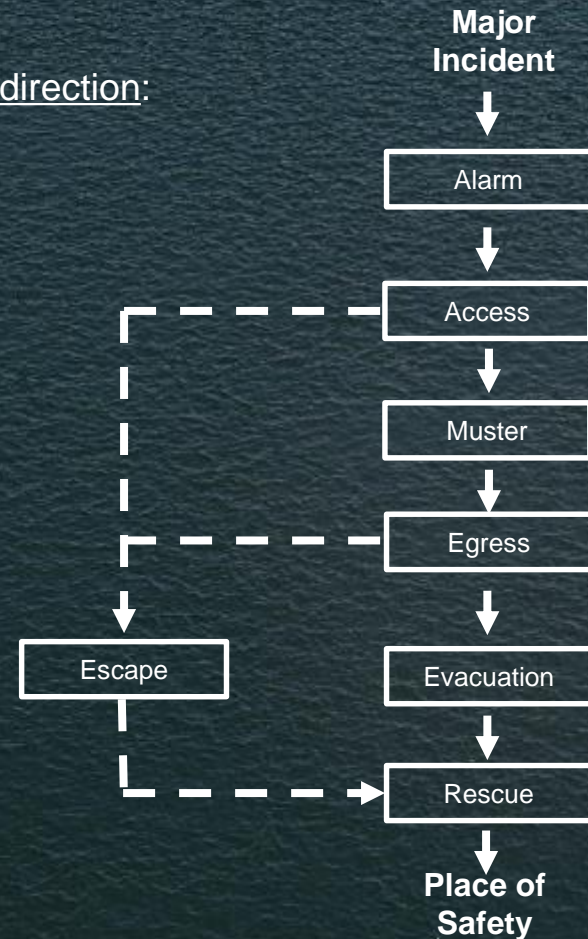 Major
Incident
direction:
Alarm
Access
Muster
Egress
Escape
Evacuation
Rescue
Place of
Safety